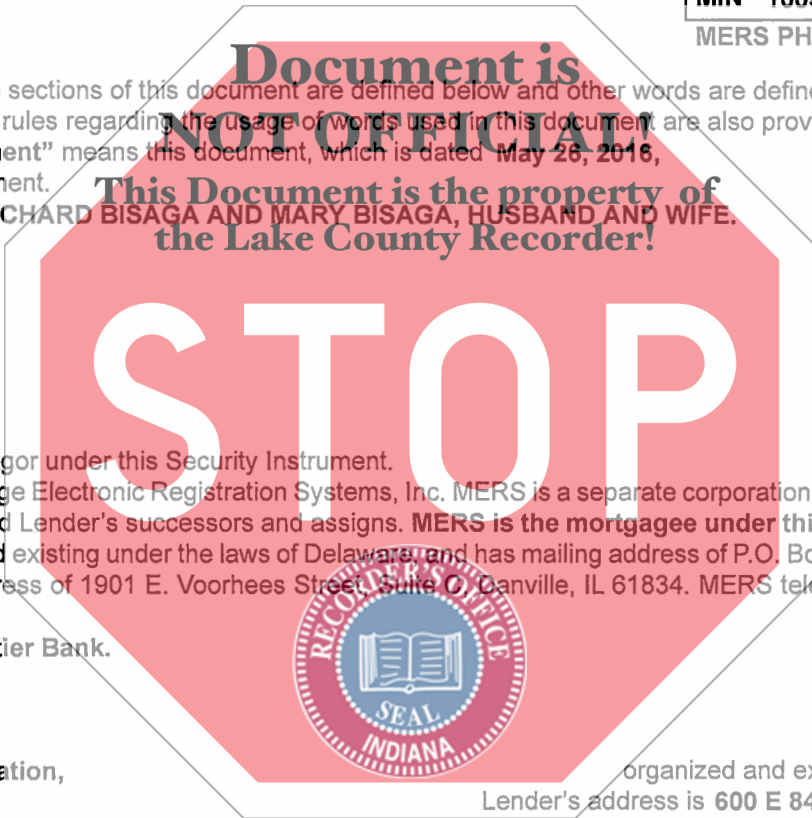 MIN
MERS PH
Document is
sections of this document are defined below and other words are define
rules regarding the usage of words used in this document are also prov
NOT OFFICIAL!
ent” means this document, which is dated May 26, 2016,
nent.
This Document is the property of
CHARD BISAGA AND MARY BISAGA, HUSBAND AND WIFE.
the Lake County Recorder!
STOP
gor under this Security Instrument.
ge Electronic Registration Systems, Inc. MERS is a separate corporation
d Lender's successors and assigns. MERS is the mortgagee under thi
d existing under the laws of Delaware, and has mailing address of P.O. Bo
ess of 1901 E. Voorhees Street, Suite C, Danville, IL 61834. MERS tele
RECORDER'S OFFICE
tier Bank.
SEAL
INDIANA
ation,
organized and ex
Lender's address is 600 E 84